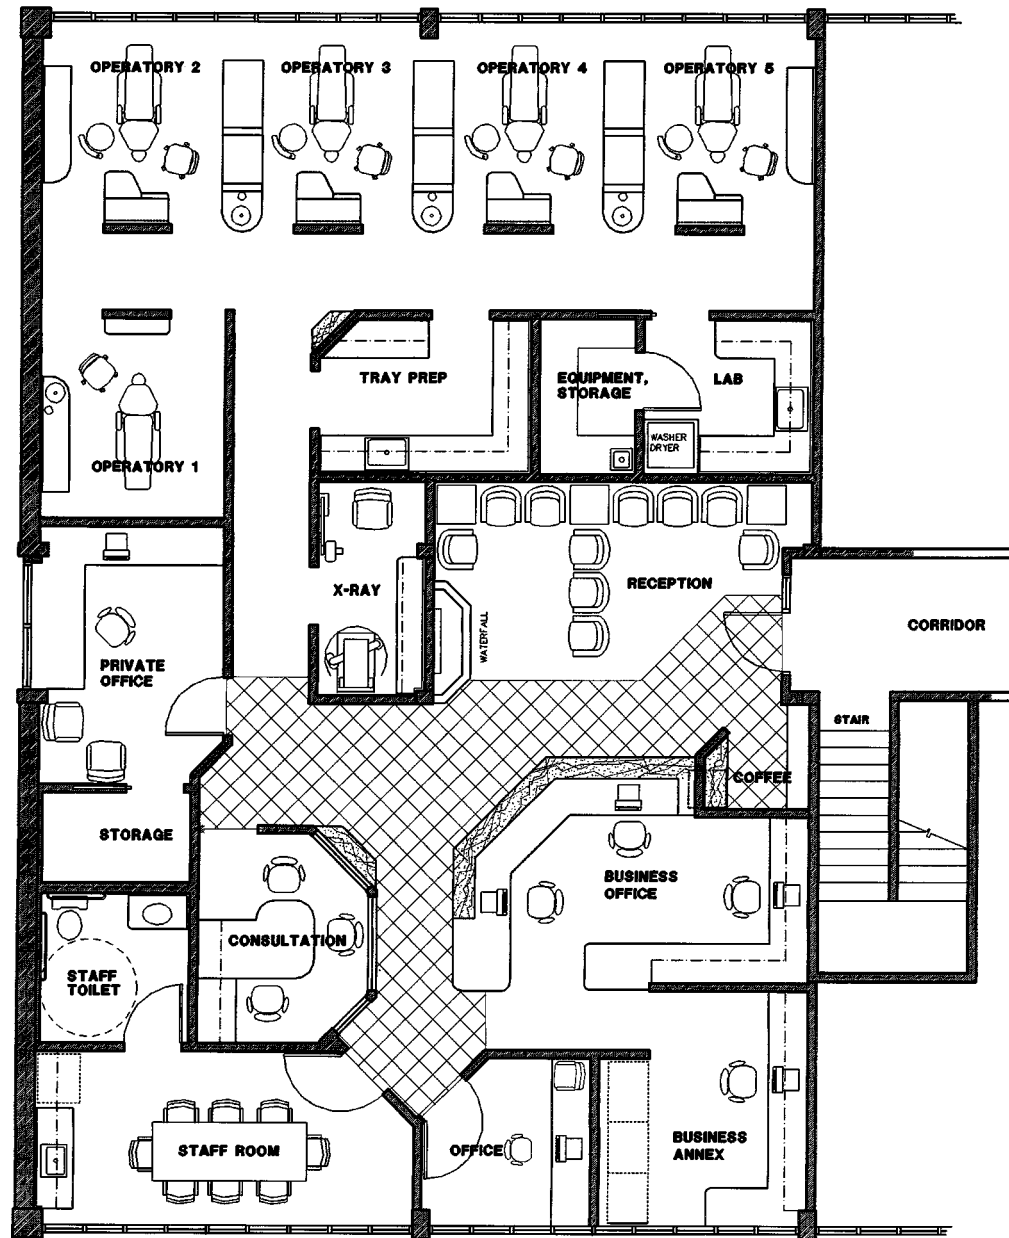 OPERATORY 2
OPERATORY 3
OPERATORY 4
OPERATORY 5
TRAY PREP
EQUIPMENT,
STORAGE
LAB
WASHER
DRYER
OPERATORY 1
X-RAY
WATERFALL
RECEPTION
CORRIDOR
PRIVATE
OFFICE
STAIR
COFFEE
STORAGE
BUSINESS
OFFICE
CONSULTATION
STAFF
TOILET
STAFF ROOM
OFFICE
BUSINESS
ANNEX